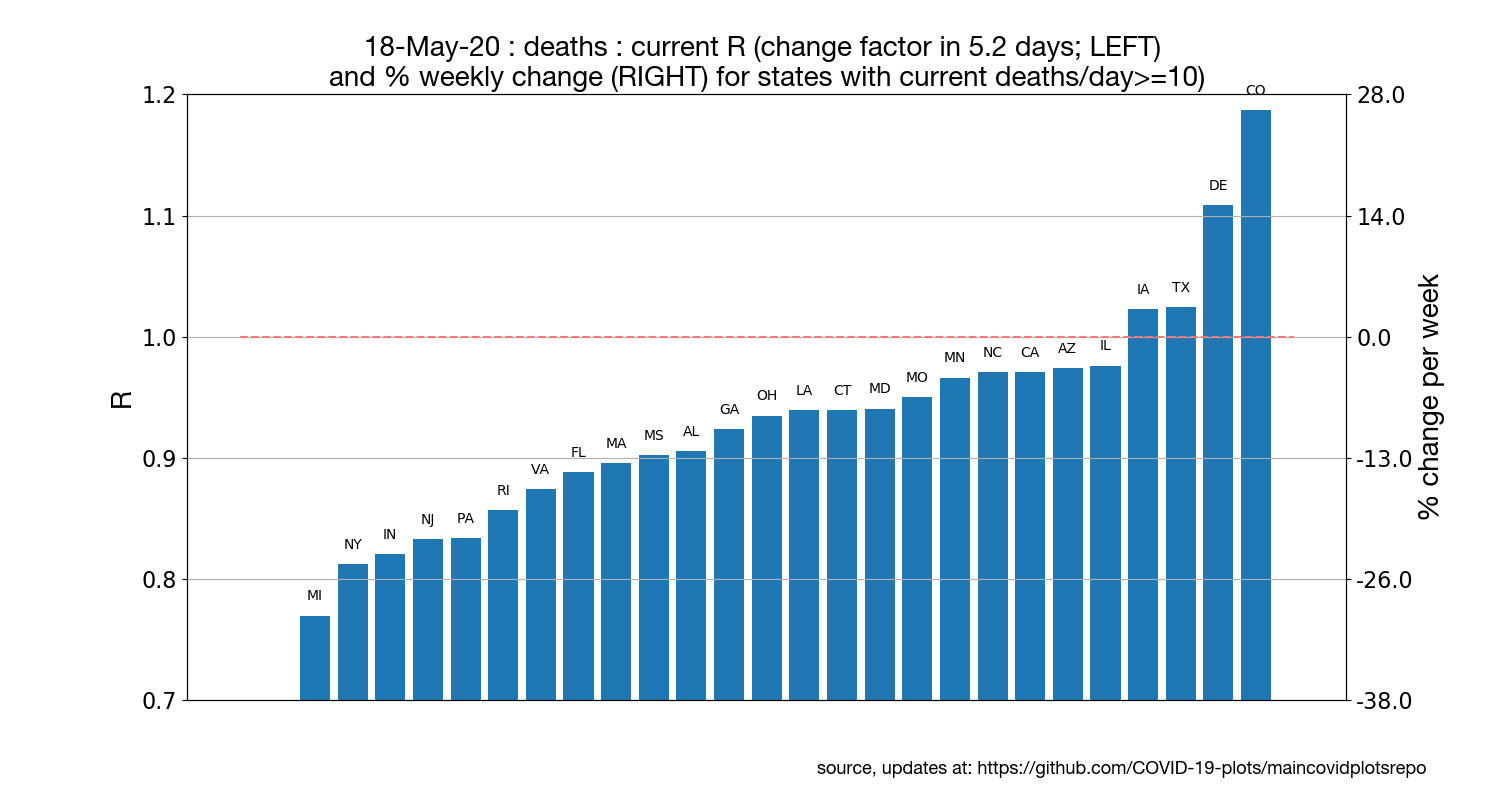 18-May-20 : deaths : current R (change factor in 5.2 days; LEFT)
and % weekly change (RIGHT) for states with current deaths/day>=10)
1.2
1.1
1.0
0.9
0.8
0.7
R
MI
NY
IN
NJ
PA
RI
VA
FL
MA
MS
AL
GA
OH
LA
CT
MD
MO
MN
NC
CA
AZ
IL
IA
TX
DE
CO
28.0
14.0
0.0
-13.0
-26.0
-38.0
% change per week
source, updates at: https://github.com/COVID-19-plots/maincovidplotsrepo